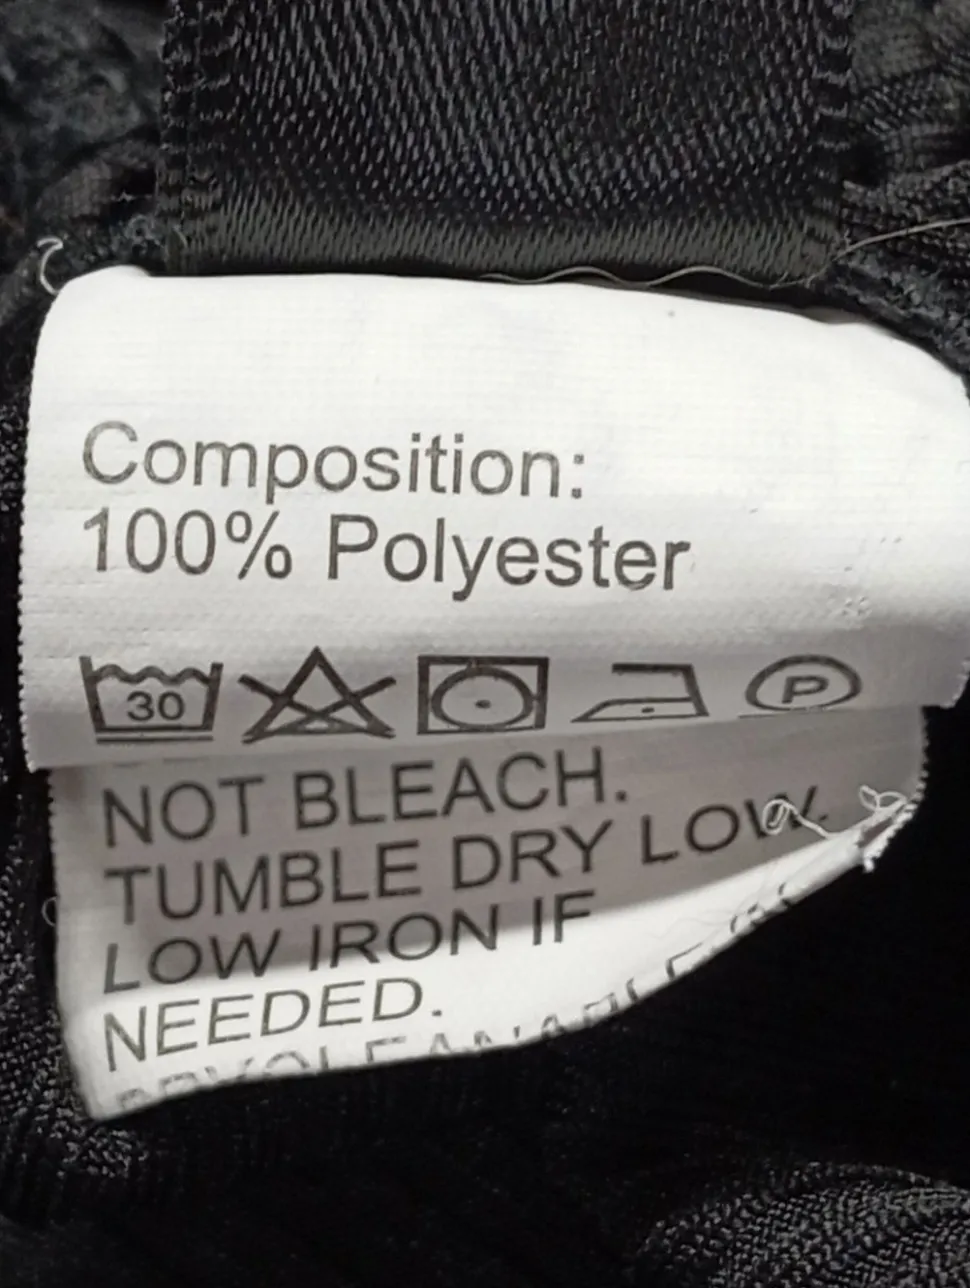 Composition:
100% Polyester
30 P
NOT BLEACH.
TUMBLE DRY LOW.
LOW IRON IF
NEEDED.